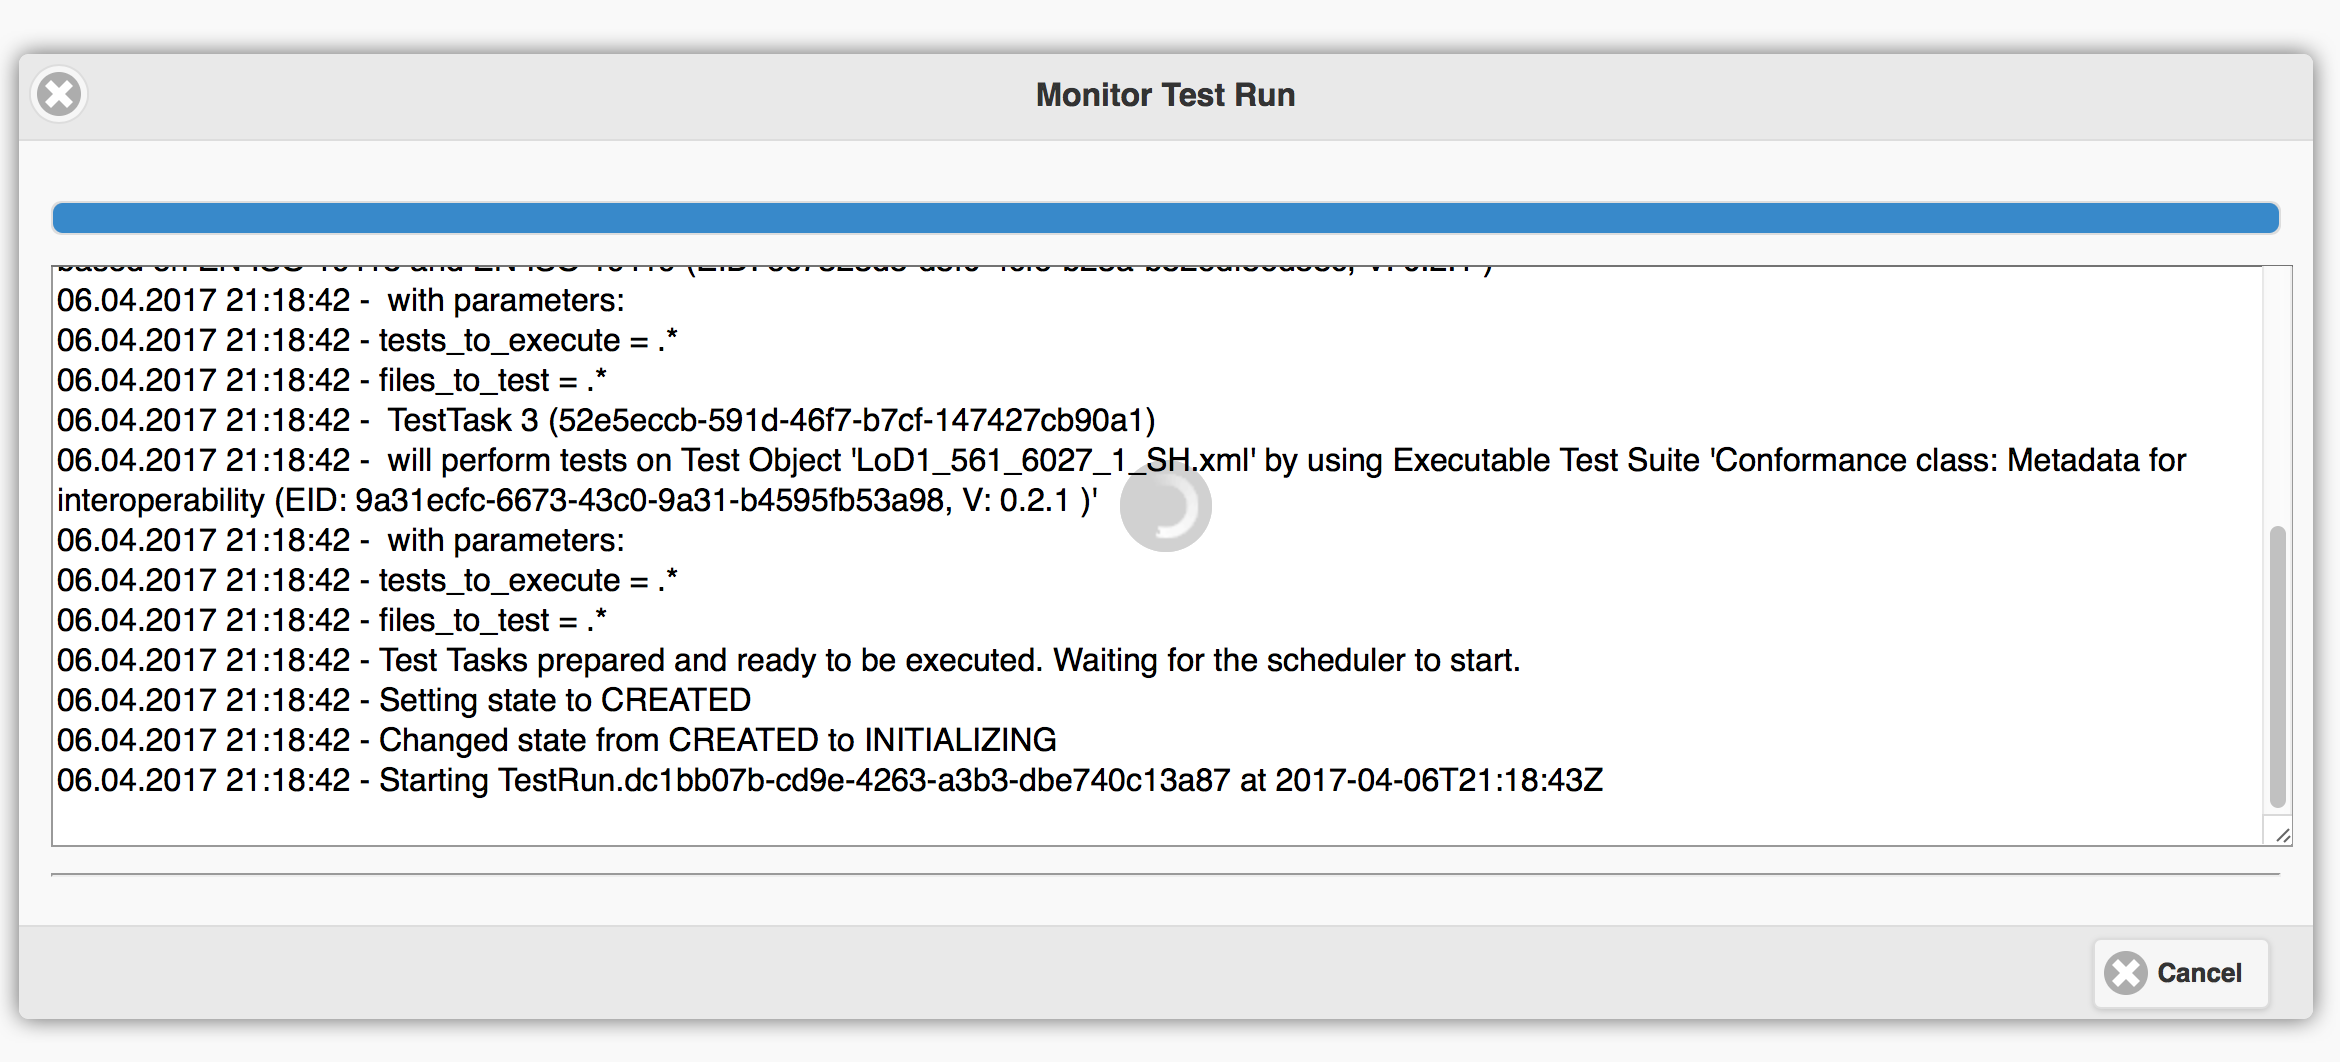 Monitor Test Run
based on EN ISO and EN ISO
06.04.2017 21:18:42 -  with parameters:
06.04.2017 21:18:42 - tests_to_execute = .*
06.04.2017 21:18:42 - files_to_test = .*
06.04.2017 21:18:42 -  TestTask 3 (52e5eccb-591d-46f7-b7cf-147427cb90a1)
06.04.2017 21:18:42 -  will perform tests on Test Object 'LoD1_561_6027_1_SH.xml' by using Executable Test Suite 'Conformance class: Metadata for
interoperability (EID: 9a31ecfc-6673-43c0-9a31-b4595fb53a98, V: 0.2.1 )'
06.04.2017 21:18:42 -  with parameters:
06.04.2017 21:18:42 - tests_to_execute = .*
06.04.2017 21:18:42 - files_to_test = .*
06.04.2017 21:18:42 - Test Tasks prepared and ready to be executed. Waiting for the scheduler to start.
06.04.2017 21:18:42 - Setting state to CREATED
06.04.2017 21:18:42 - Changed state from CREATED to INITIALIZING
06.04.2017 21:18:42 - Starting TestRun.dc1bb07b-cd9e-4263-a3b3-dbe740c13a87 at 2017-04-06T21:18:43Z
Cancel